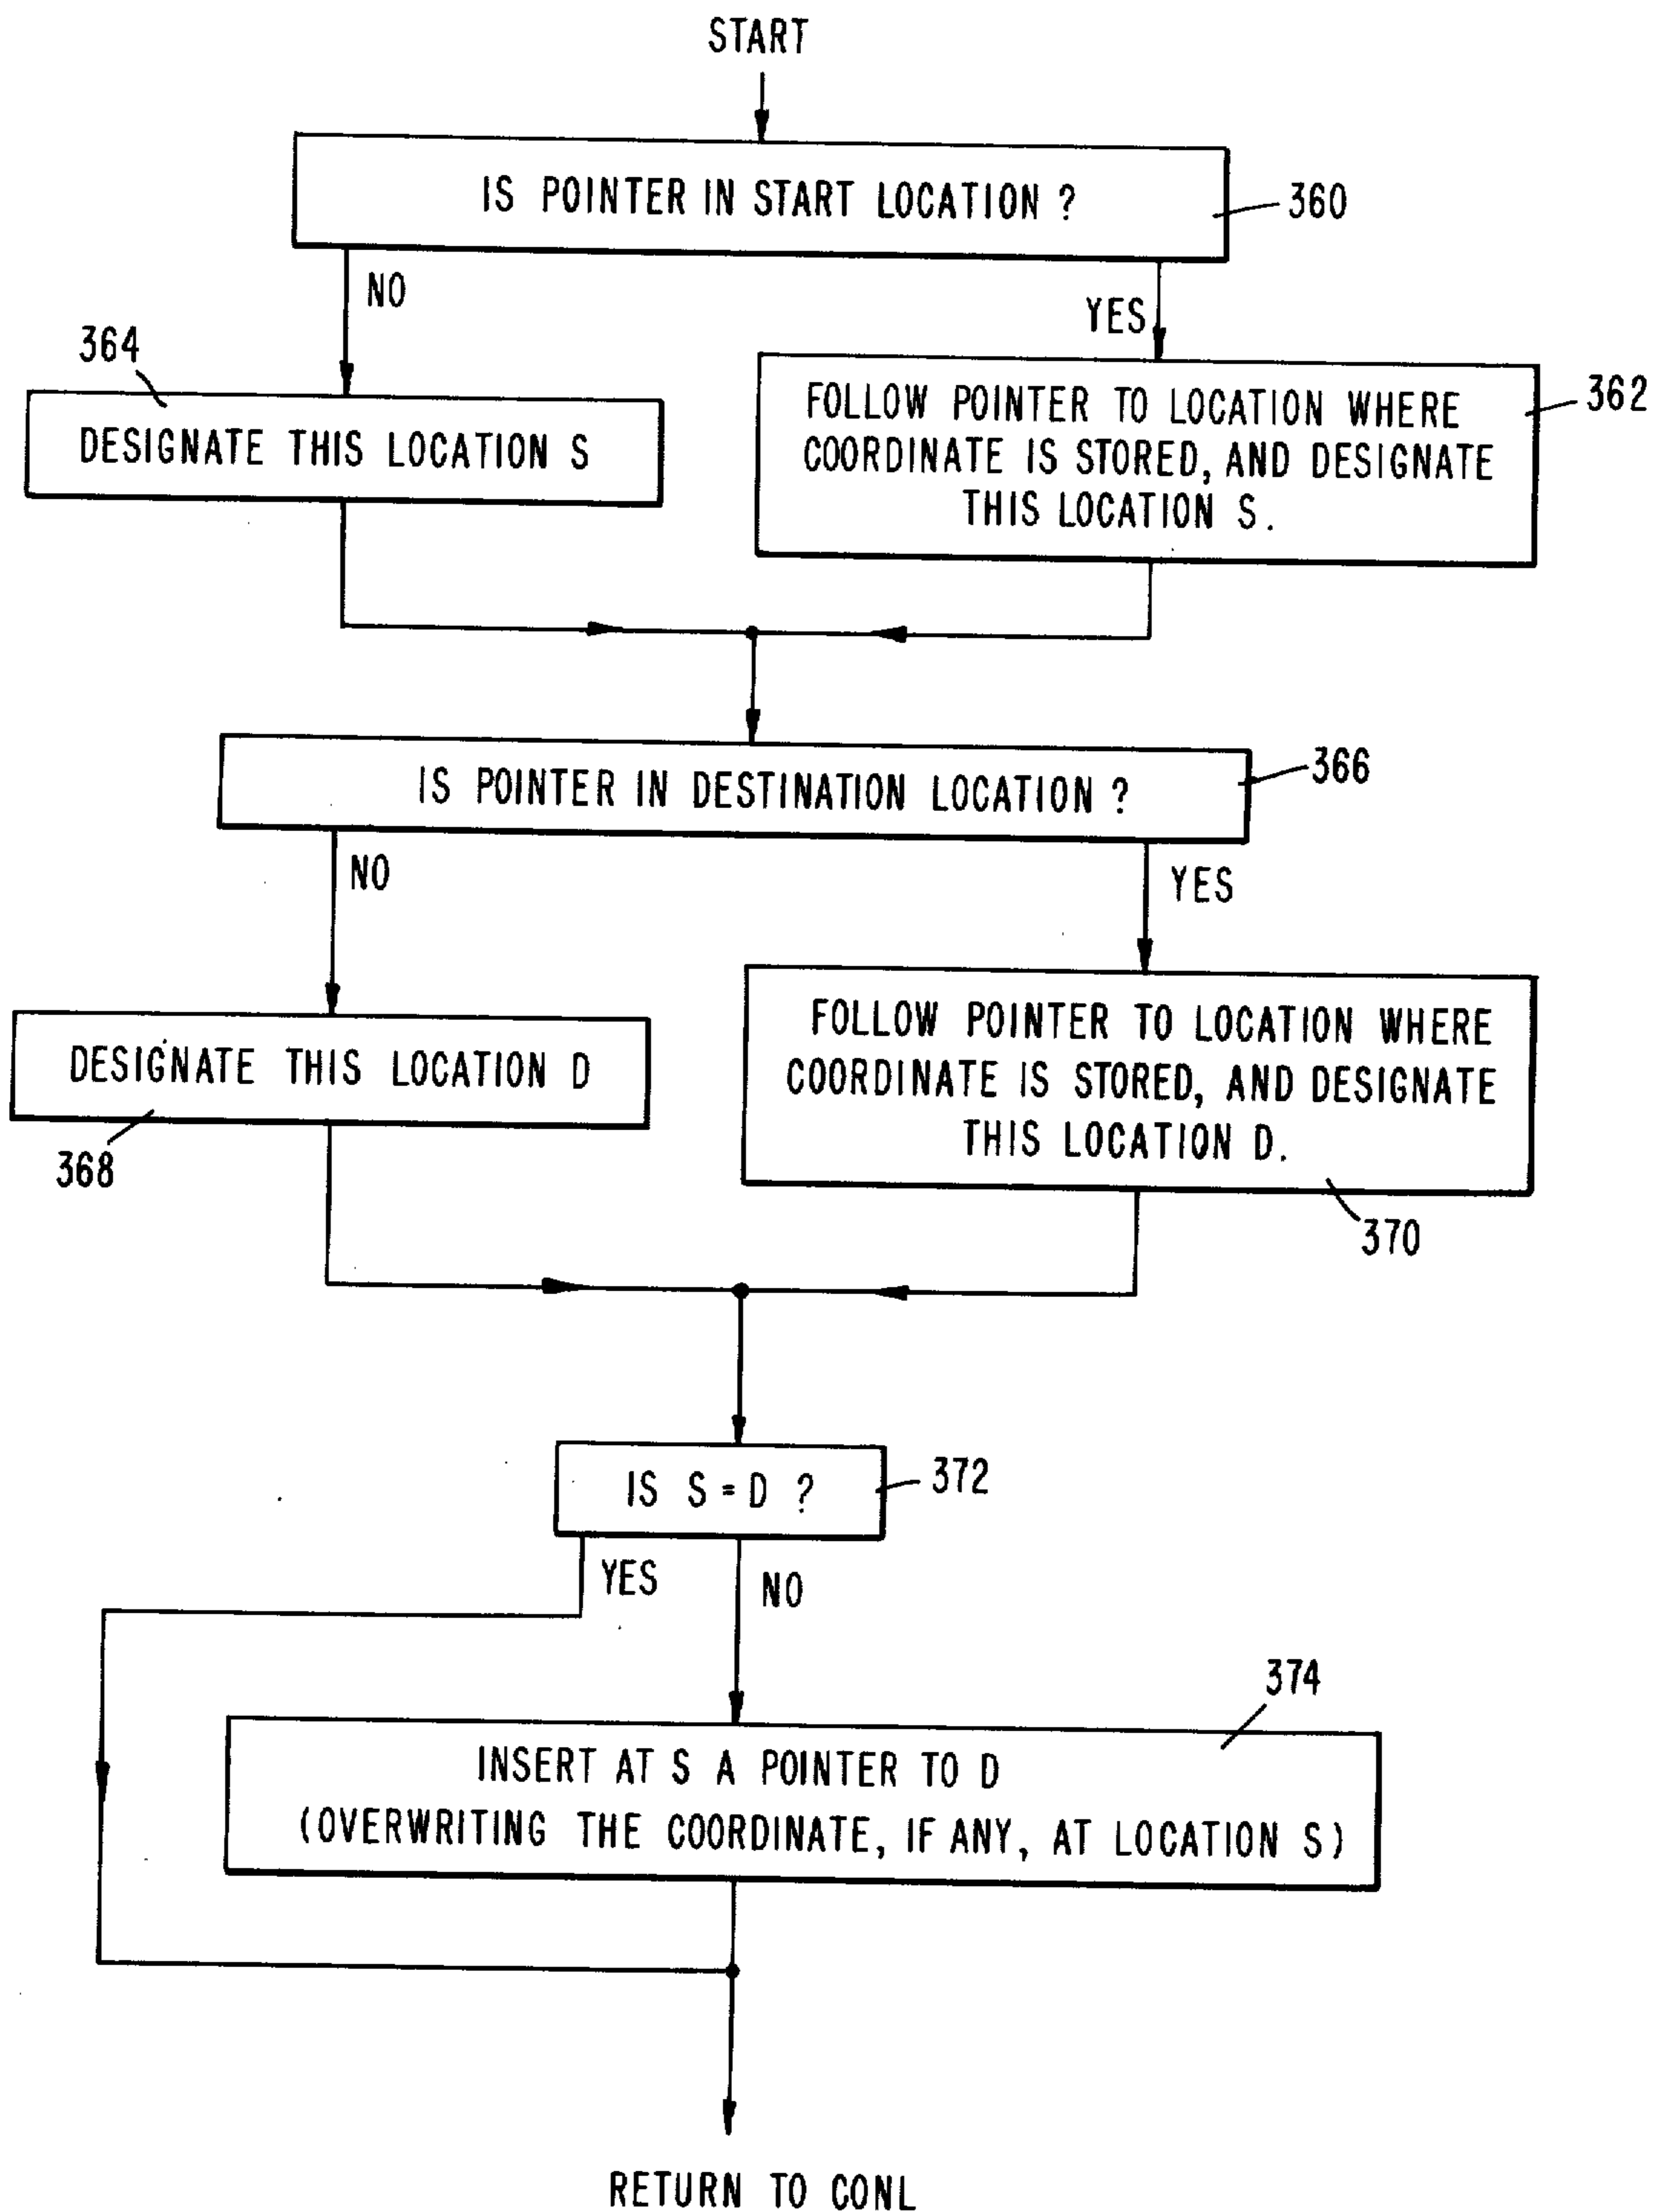 START
IS POINTER IN START LOCATION ?
360
NO
YES
364
DESIGNATE THIS LOCATION S
FOLLOW POINTER TO LOCATION WHERE
COORDINATE IS STORED, AND DESIGNATE
THIS LOCATION S.
362
IS POINTER IN DESTINATION LOCATION ?
366
NO
YES
DESIGNATE THIS LOCATION D
368
FOLLOW POINTER TO LOCATION WHERE
COORDINATE IS STORED, AND DESIGNATE
THIS LOCATION D.
370
IS S = D ?
372
YES
NO
374
INSERT AT S A POINTER TO D
(OVERWRITING THE COORDINATE, IF ANY, AT LOCATION S)
RETURN TO CONL